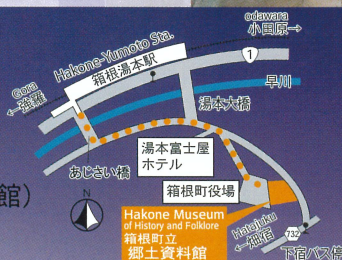 odawara
小田原→
Hakone-Yumoto Sta.
箱根湯本駅
1
Gora
←強羅
早川
湯本大橋
湯本富士屋
ホテル
あじさい橋
箱根町役場
館）
N
Hakone Museum
of History and Folklore
箱根町立
郷土資料館
Hatajuku
←畑宿
732
下宿バス停